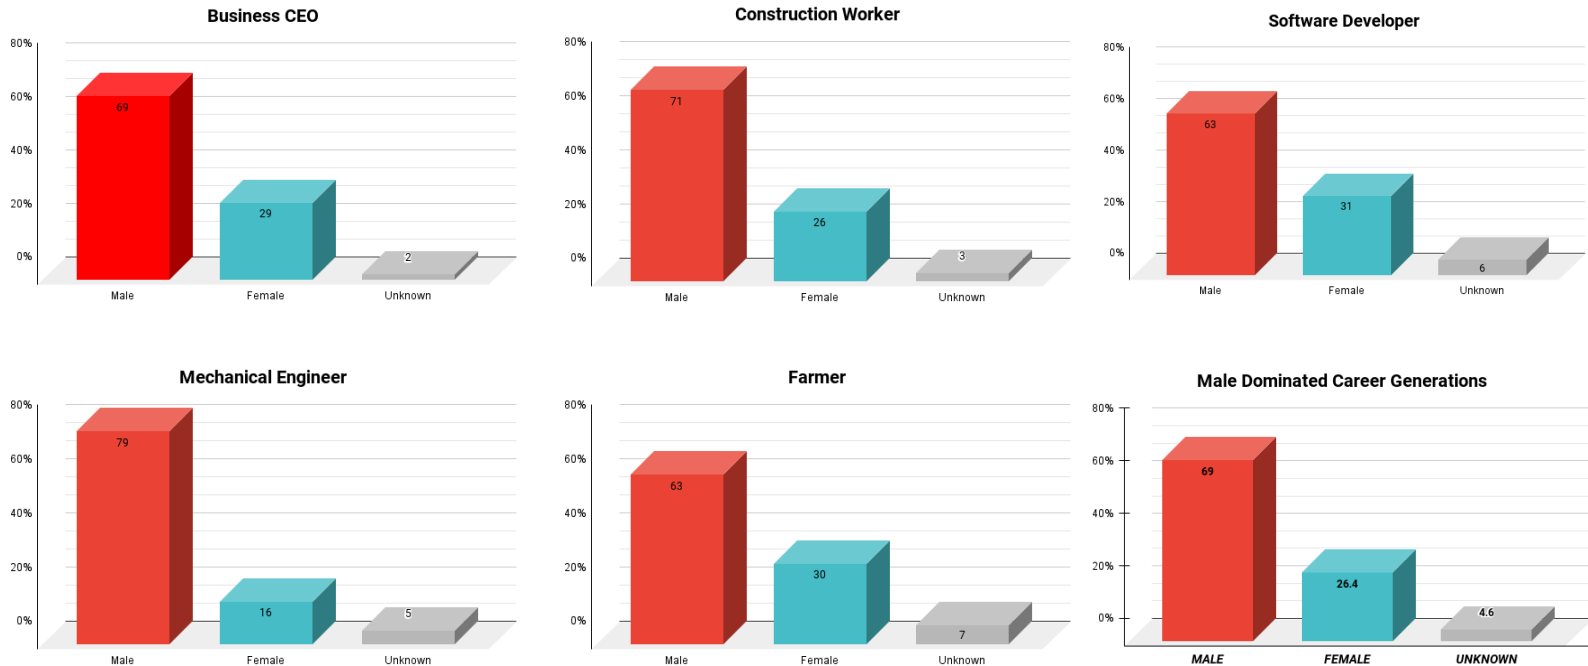 Business CEO
80%
60%
40%
20%
0%
69
29
2
Male
Female
Unknown
Construction Worker
80%
60%
40%
20%
0%
71
26
3
Male
Female
Unknown
Software Developer
80%
60%
40%
20%
0%
63
31
6
Male
Female
Unknown
Mechanical Engineer
80%
60%
40%
20%
0%
79
16
5
Male
Female
Unknown
Farmer
80%
60%
40%
20%
0%
63
30
7
Male
Female
Unknown
Male Dominated Career Generations
80%
60%
40%
20%
0%
69
26.4
4.6
MALE
FEMALE
UNKNOWN